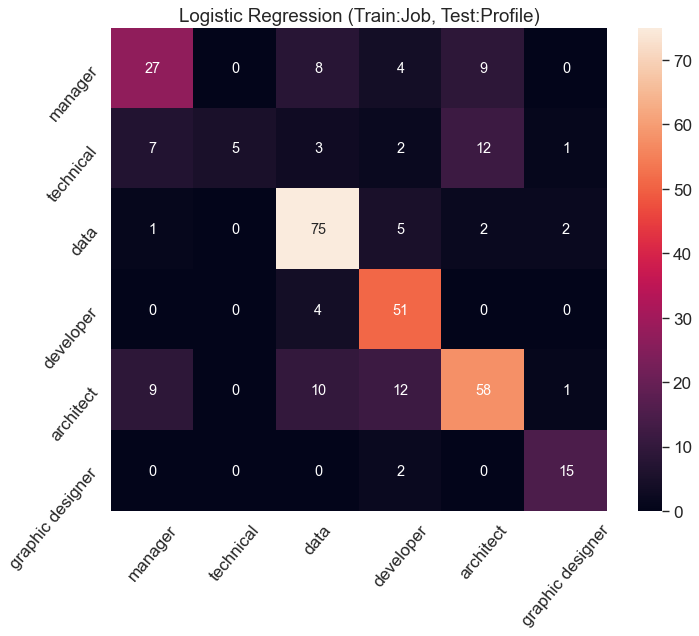 Logistic Regression (Train:Job, Test:Profile)
manager 27 0 8 4 9 0
technical 7 5 3 2 12 1
data 1 0 75 5 2 2
developer 0 0 4 51 0 0
architect 9 0 10 12 58 1
graphic designer 0 0 0 2 0 15
manager technical data developer architect graphic designer
70
60
50
40
30
20
10
0